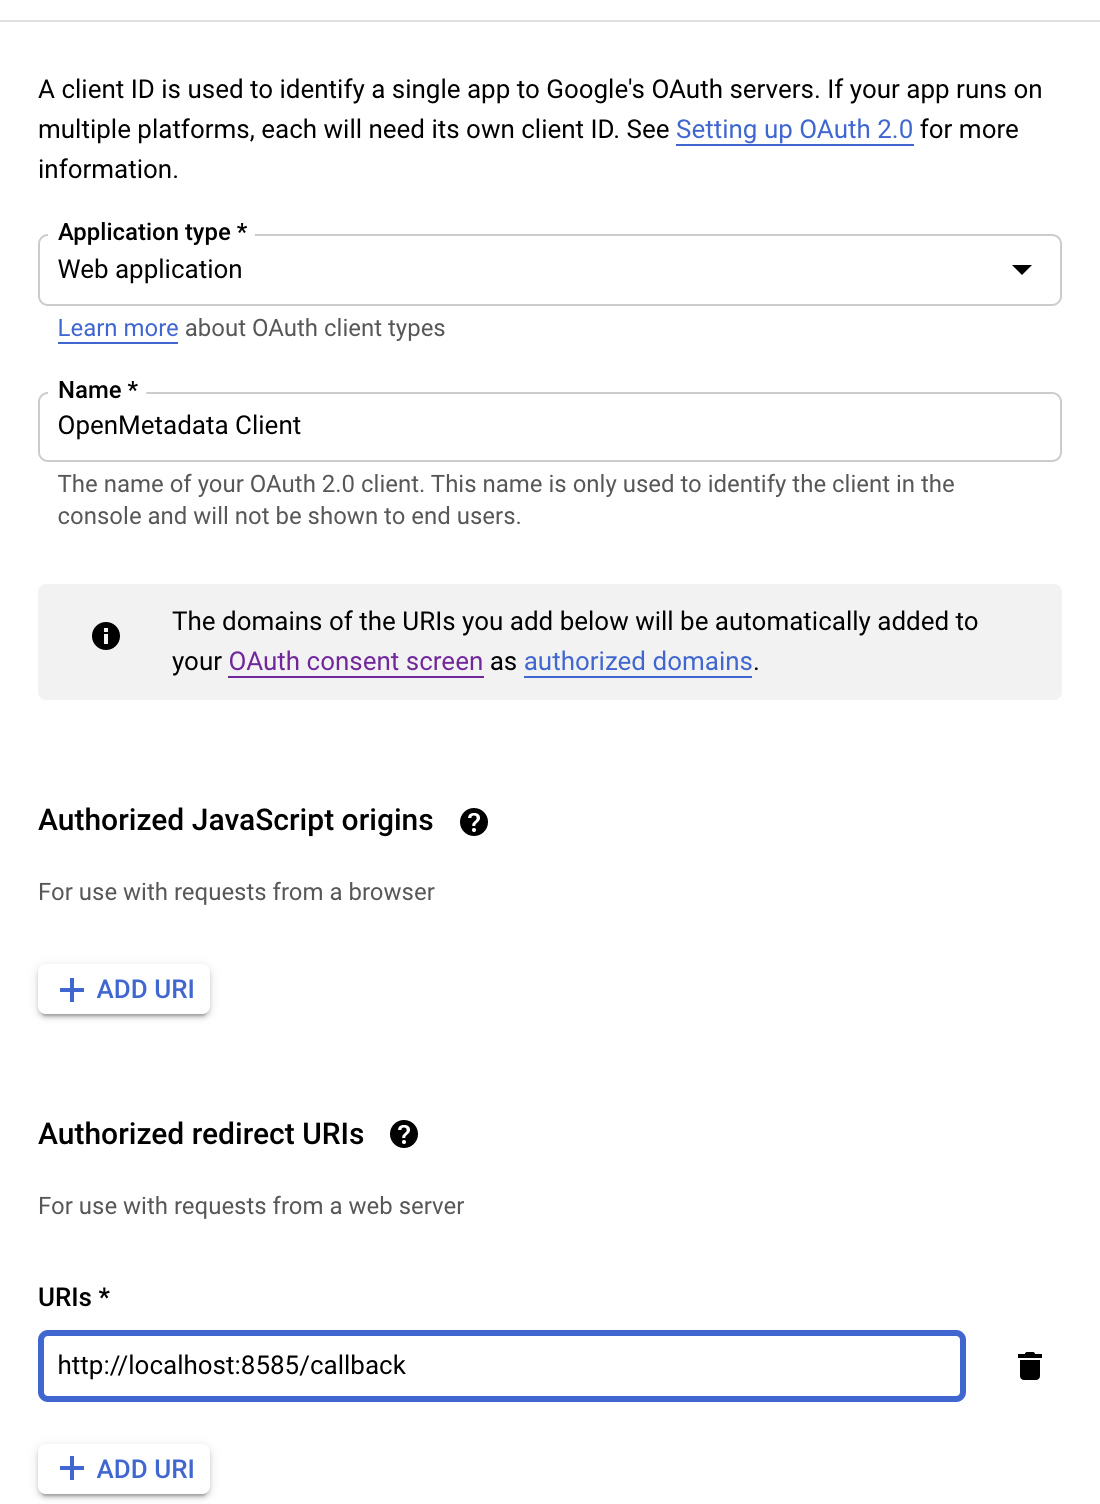 A client ID is used to identify a single app to Google's OAuth servers. If your app runs on
multiple platforms, each will need its own client ID. See Setting up OAuth 2.0 for more
information.
Application type *
Web application
Learn more about OAuth client types
Name *
OpenMetadata Client
The name of your OAuth 2.0 client. This name is only used to identify the client in the
console and will not be shown to end users.
The domains of the URIs you add below will be automatically added to
your OAuth consent screen as authorized domains.
Authorized JavaScript origins
For use with requests from a browser
ADD URI
Authorized redirect URIs
For use with requests from a web server
URIs *
http://localhost:8585/callback
ADD URI